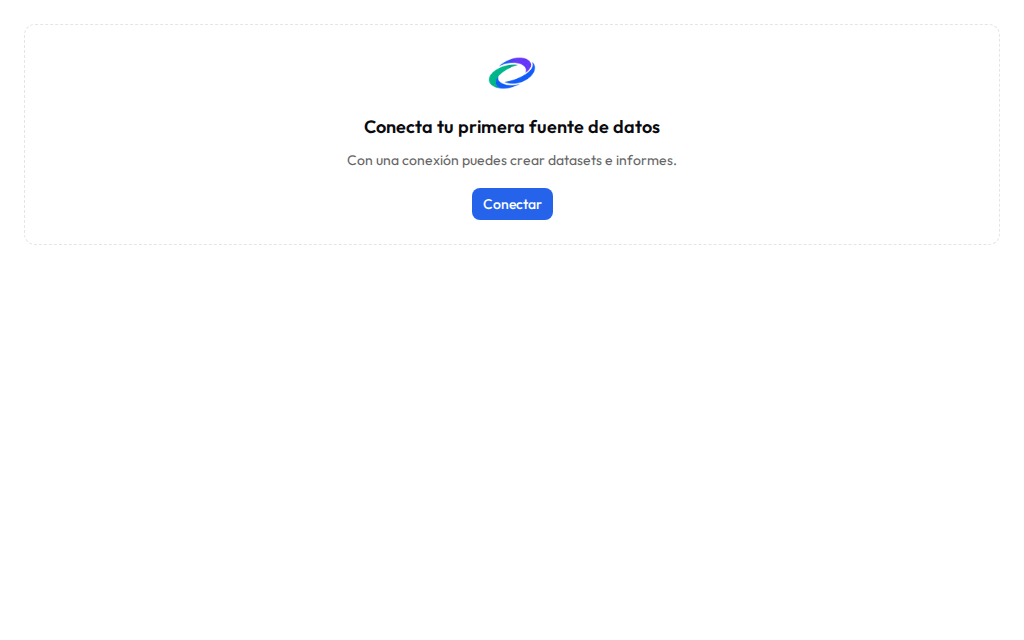 Conecta tu primera fuente de datos
Con una conexión puedes crear datasets e informes.
Conectar